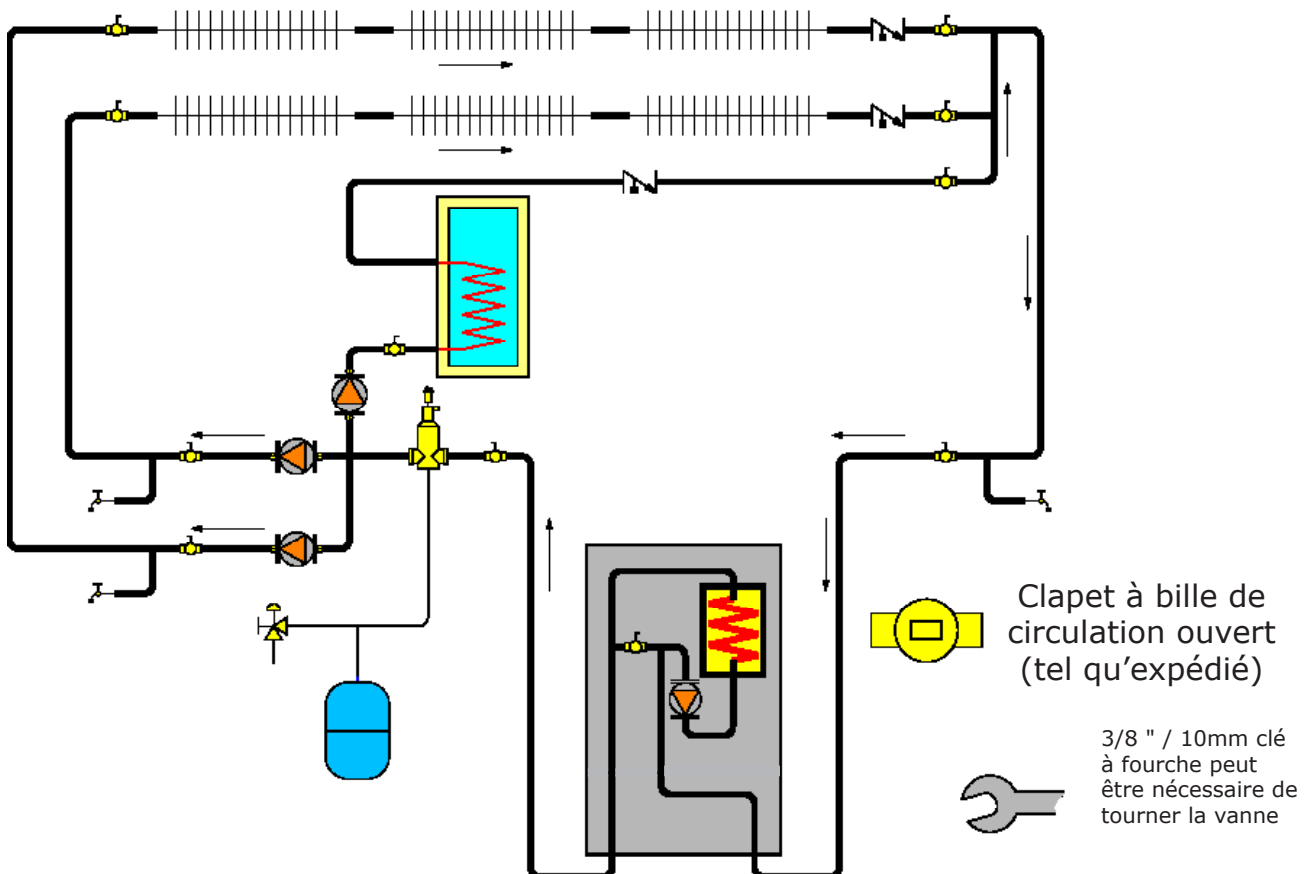 Clapet à bille de
circulation ouvert
(tel qu’expédié)
3/8 " / 10mm clé
à fourche peut
être nécessaire de
tourner la vanne